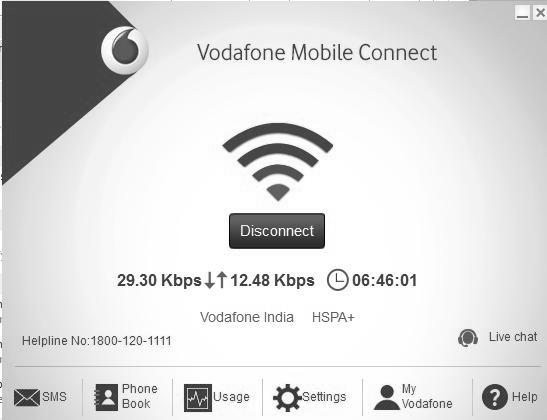 Vodafone Mobile Connect
Disconnect
29.30 Kbps 12.48 Kbps 06:46:01
Vodafone India HSPA+
Helpline No:1800-120-1111
Live chat
SMS
Phone
Book
Usage
Settings
My
Vodafone
Help